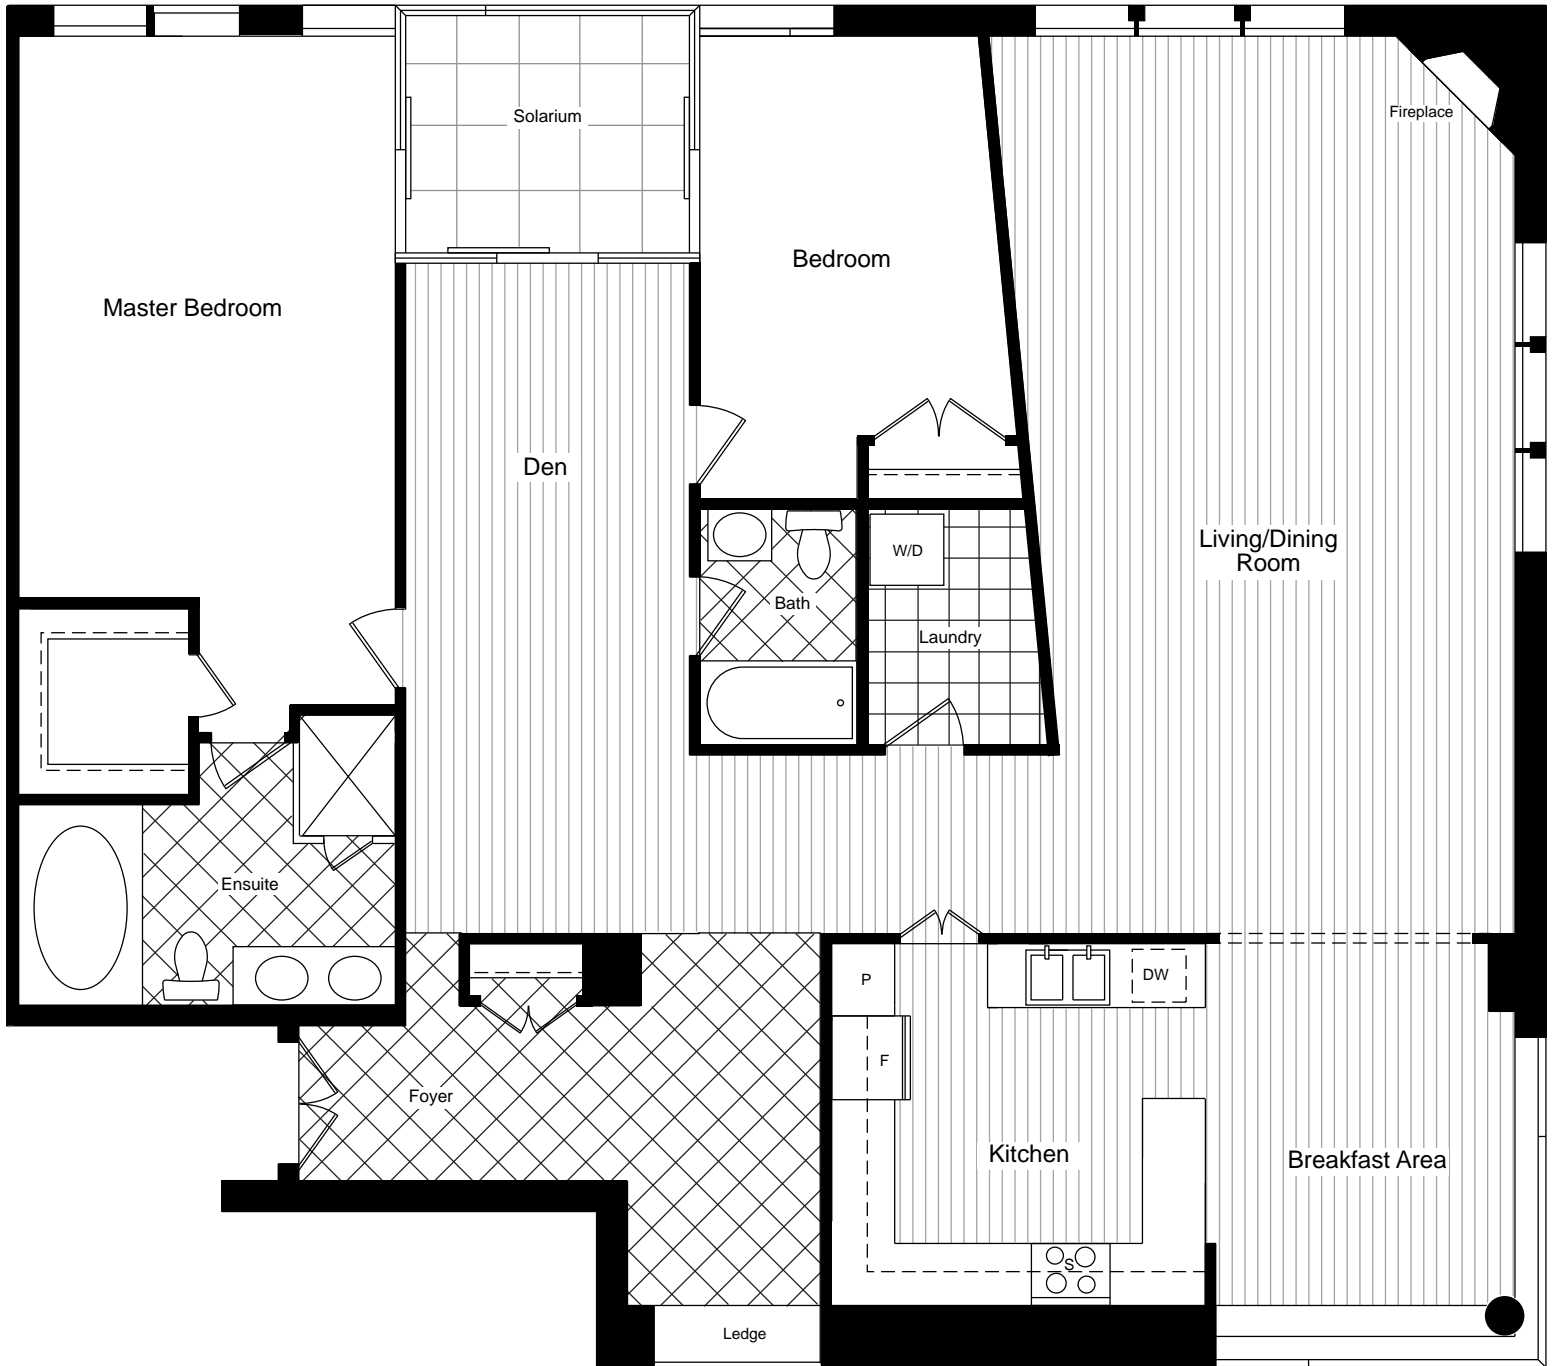 Solarium
Fireplace
Bedroom
Master Bedroom
Den
Living/Dining
Room
W/D
Bath
Laundry
Ensuite
P
DW
F
Foyer
Kitchen
Breakfast Area
S
Ledge